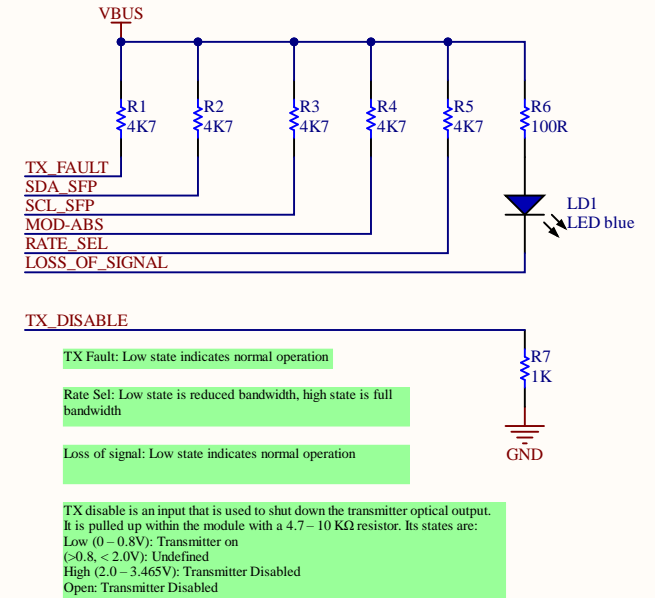 VBUS
R1 R2 R3 R4 R5 R6
4K7 4K7 4K7 4K7 4K7 100R
TX_FAULT
SDA_SFP
SCL_SFP
MOD-ABS
RATE_SEL
LOSS_OF_SIGNAL
LD1
LED blue
TX_DISABLE
R7
1K
GND
TX Fault: Low state indicates normal operation
Rate Sel: Low state is reduced bandwidth, high state is full
bandwidth
Loss of signal: Low state indicates normal operation
TX disable is an input that is used to shut down the transmitter optical output.
It is pulled up within the module with a 4.7 – 10 KΩ resistor. Its states are:
Low (0 – 0.8V): Transmitter on
(>0.8, < 2.0V): Undefined
High (2.0 – 3.465V): Transmitter Disabled
Open: Transmitter Disabled